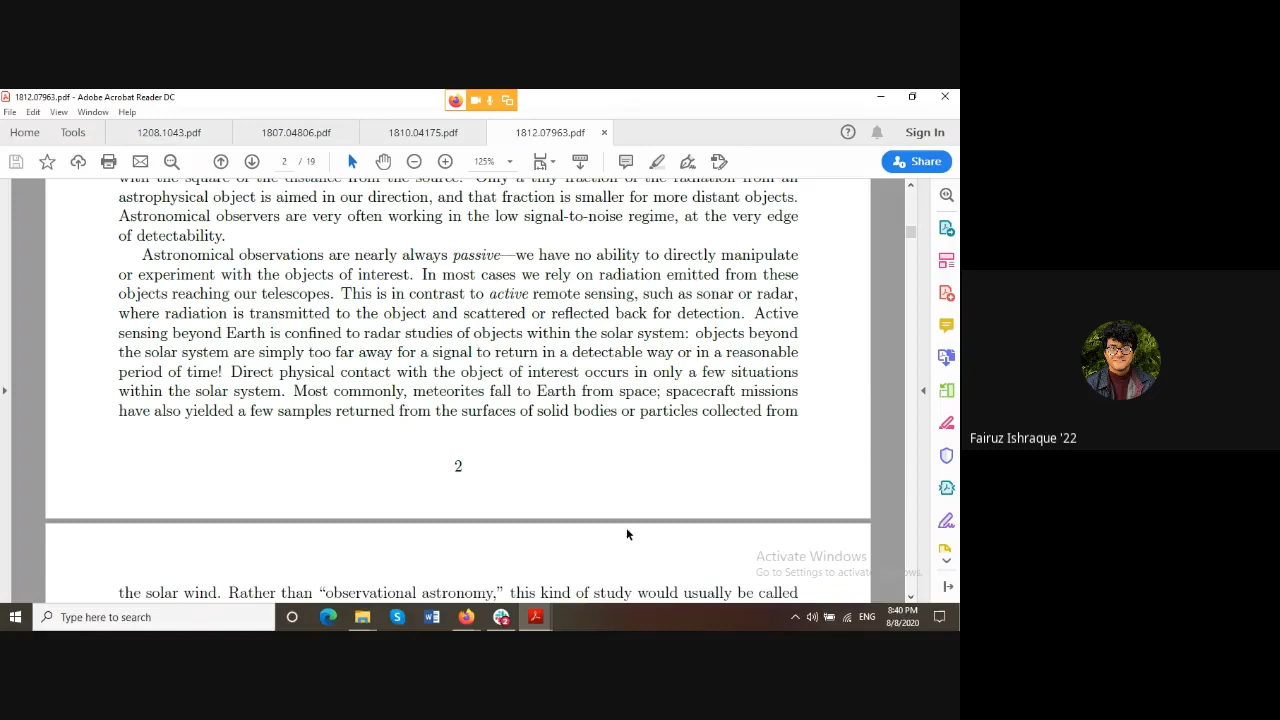 1812.07963.pdf - Adobe Acrobat Reader DC
File Edit View Window Help
Home Tools 1208.1043.pdf 1807.04806.pdf 1810.04175.pdf 1812.07963.pdf × Sign In
2 / 19 125% Share
with the square of the distance from the source. Only a tiny fraction of the radiation from an
astrophysical object is aimed in our direction, and that fraction is smaller for more distant objects.
Astronomical observers are very often working in the low signal-to-noise regime, at the very edge
of detectability.
Astronomical observations are nearly always passive—we have no ability to directly manipulate
or experiment with the objects of interest. In most cases we rely on radiation emitted from these
objects reaching our telescopes. This is in contrast to active remote sensing, such as sonar or radar,
where radiation is transmitted to the object and scattered or reflected back for detection. Active
sensing beyond Earth is confined to radar studies of objects within the solar system: objects beyond
the solar system are simply too far away for a signal to return in a detectable way or in a reasonable
period of time! Direct physical contact with the object of interest occurs in only a few situations
within the solar system. Most commonly, meteorites fall to Earth from space; spacecraft missions
have also yielded a few samples returned from the surfaces of solid bodies or particles collected from
2
the solar wind. Rather than “observational astronomy,” this kind of study would usually be called
Activate Windows
Go to Settings to activate Windows.
Type here to search
ENG
8:40 PM
8/8/2020
Fairuz Ishraque '22